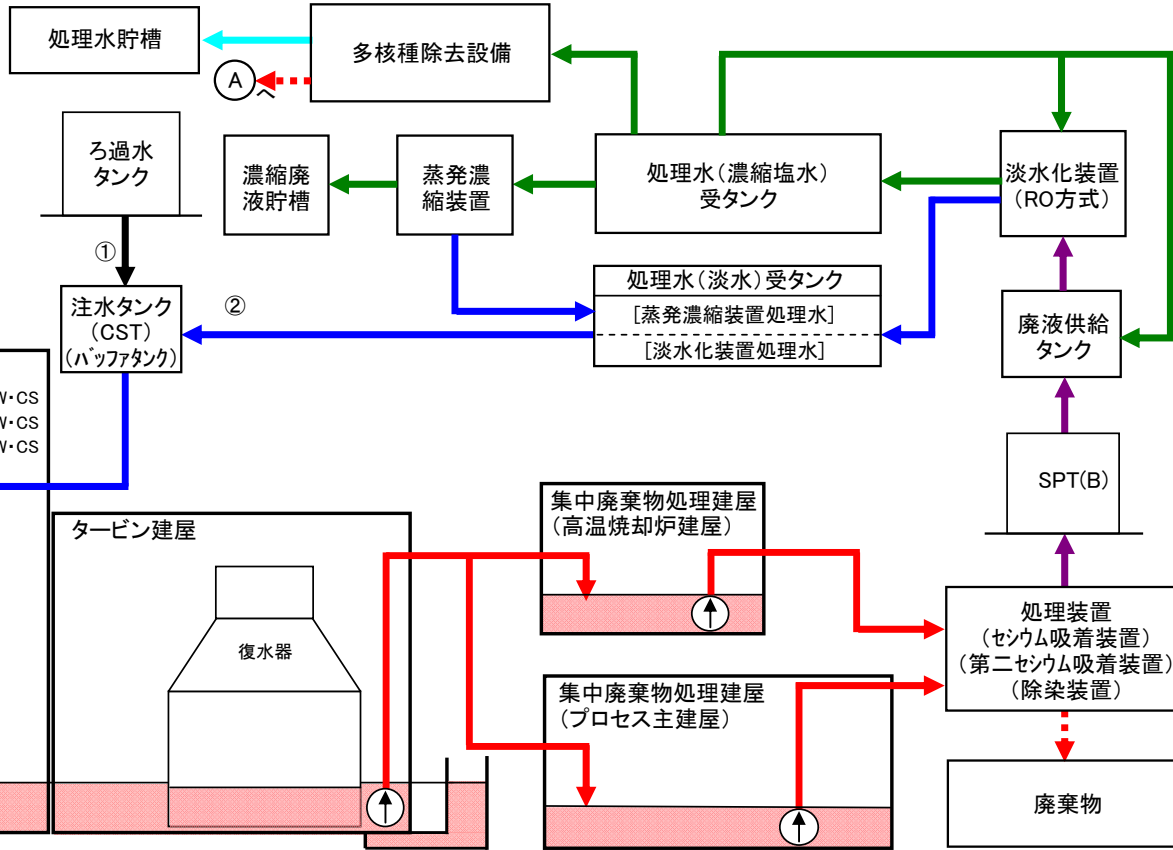 処理水貯槽
多核種除去設備
A
へ
ろ過水
タンク
濃縮廃
液貯槽
蒸発濃
縮装置
処理水(濃縮塩水)
受タンク
淡水化装置
(RO方式)
①
注水タンク
(CST)
(バッファタンク)
②
処理水(淡水)受タンク
[蒸発濃縮装置処理水]
[淡水化装置処理水]
廃液供給
タンク
W・CS
W・CS
W・CS
SPT(B)
タービン建屋
復水器
集中廃棄物処理建屋
(高温焼却炉建屋)
集中廃棄物処理建屋
(プロセス主建屋)
処理装置
(セシウム吸着装置)
(第二セシウム吸着装置)
(除染装置)
廃棄物